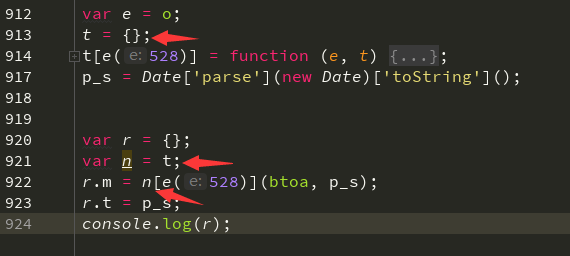 912 var e = o;
913 t = {};
914 t[e( e: 528)] = function (e, t) {...};
917 p_s = Date['parse'](new Date)['toString']();
918
919
920 var r = {};
921 var n = t;
922 r.m = n[e( e: 528)](btoa, p_s);
923 r.t = p_s;
924 console.log(r);